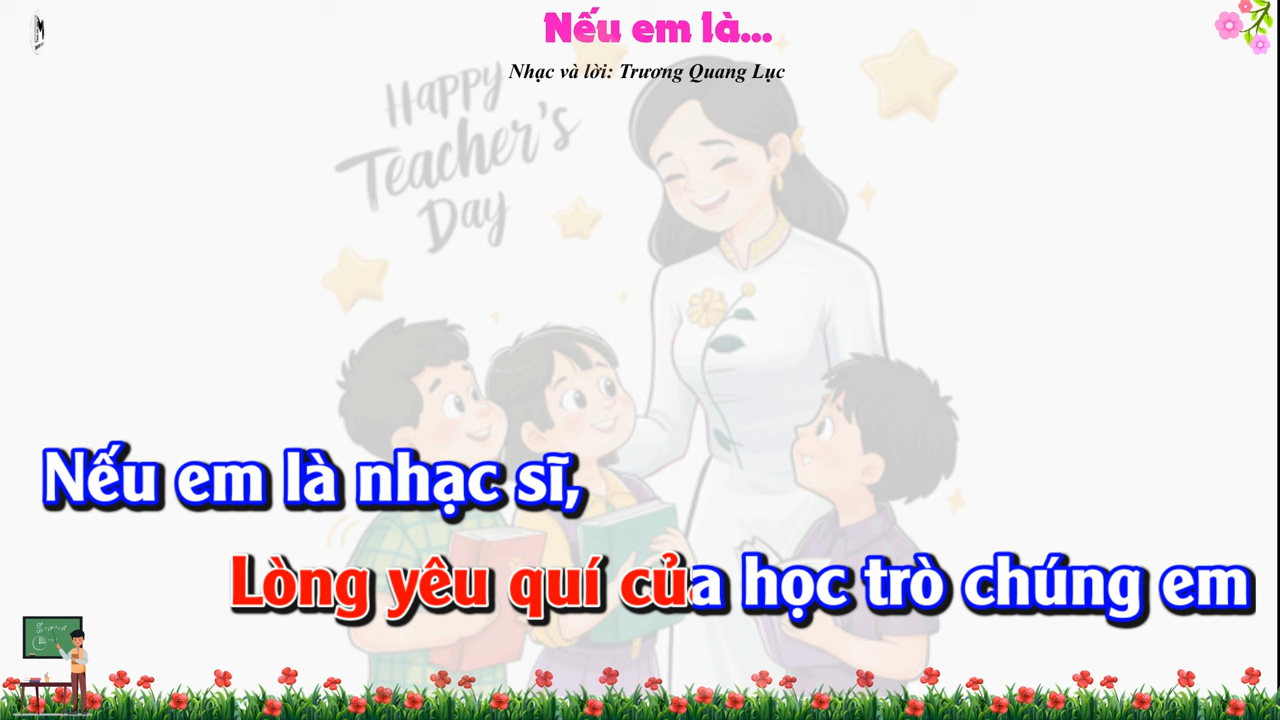 Nếu em là...
Nhạc và lời: Trương Quang Lục
Happy
Teacher's
Day
Nếu em là nhạc sĩ,
Lòng yêu quí của học trò chúng em